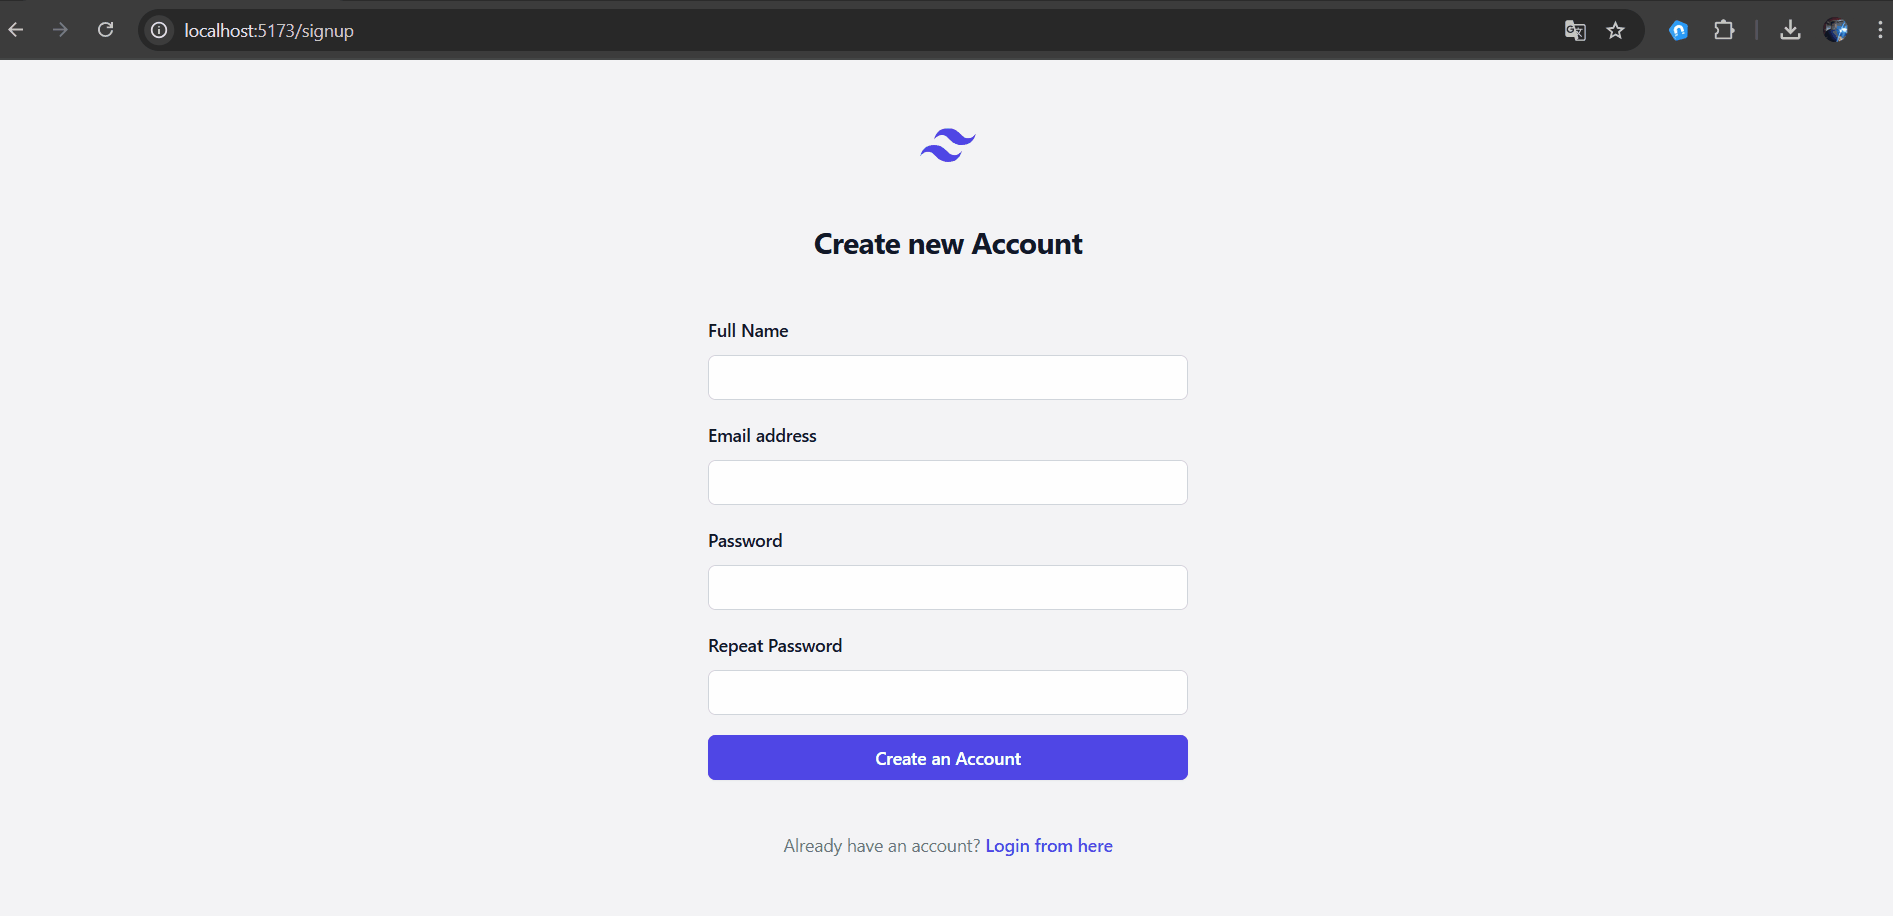 localhost:5173/signup
Create new Account
Full Name
Email address
Password
Repeat Password
Create an Account
Already have an account? Login from here